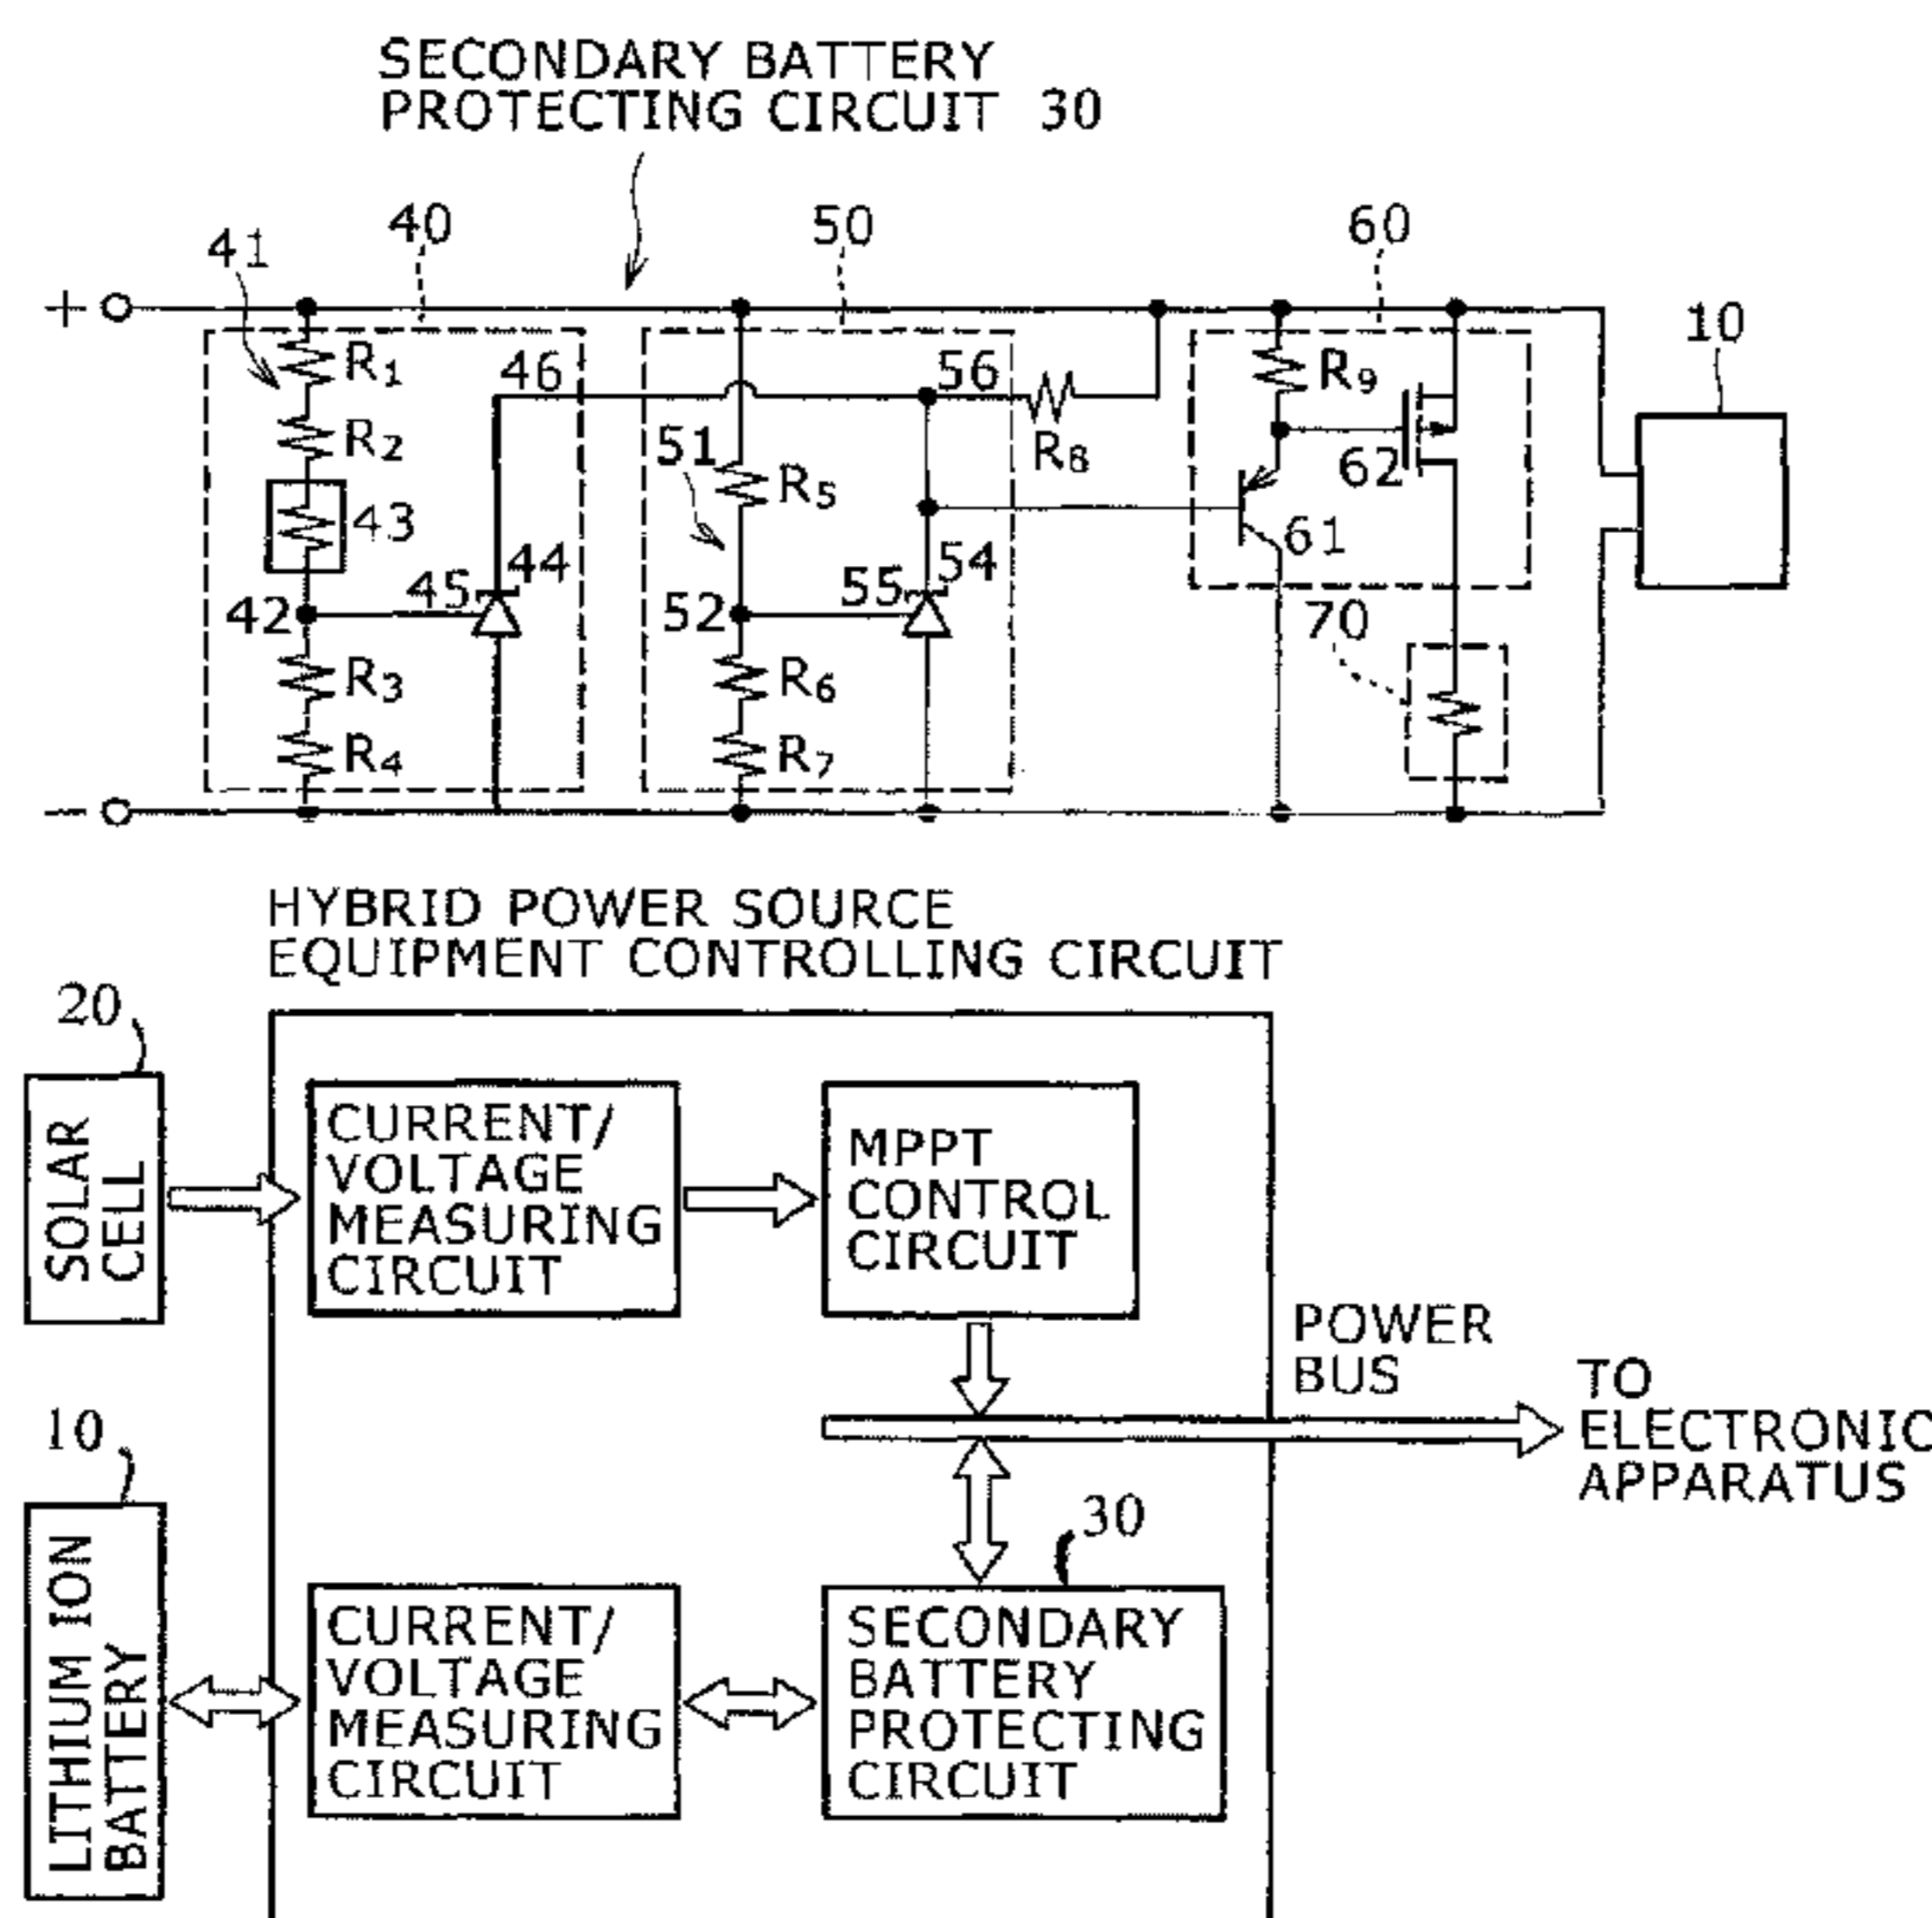 SECONDARY BATTERY
PROTECTING CIRCUIT 30
41
40
50
60
10
+
R1
46
56
R9
R2
51
R8
62
43
R5
61
44
54
45
55
42
52
70
R3
R6
R4
R7
−
HYBRID POWER SOURCE
EQUIPMENT CONTROLLING CIRCUIT
20
SOLAR
CELL
CURRENT/
VOLTAGE
MEASURING
CIRCUIT
MPPT
CONTROL
CIRCUIT
POWER
BUS
TO
ELECTRONIC
APPARATUS
10
LITHIUM ION
BATTERY
CURRENT/
VOLTAGE
MEASURING
CIRCUIT
30
SECONDARY
BATTERY
PROTECTING
CIRCUIT